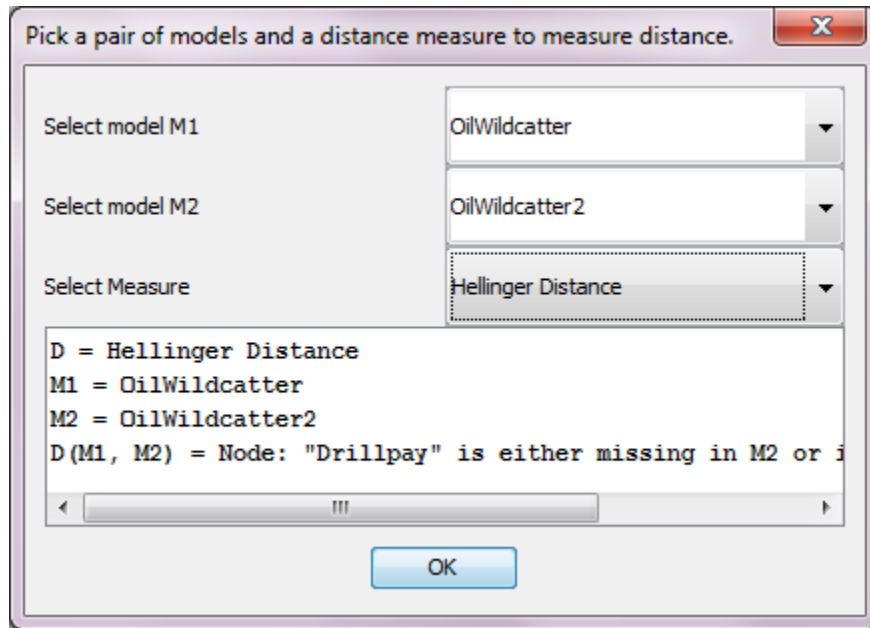 Pick a pair of models and a distance measure to measure distance.
Select model M1
OilWildcatter
Select model M2
OilWildcatter2
Select Measure
Hellinger Distance
D = Hellinger Distance
M1 = OilWildcatter
M2 = OilWildcatter2
D(M1, M2) = Node: "Drillpay" is either missing in M2 or
OK